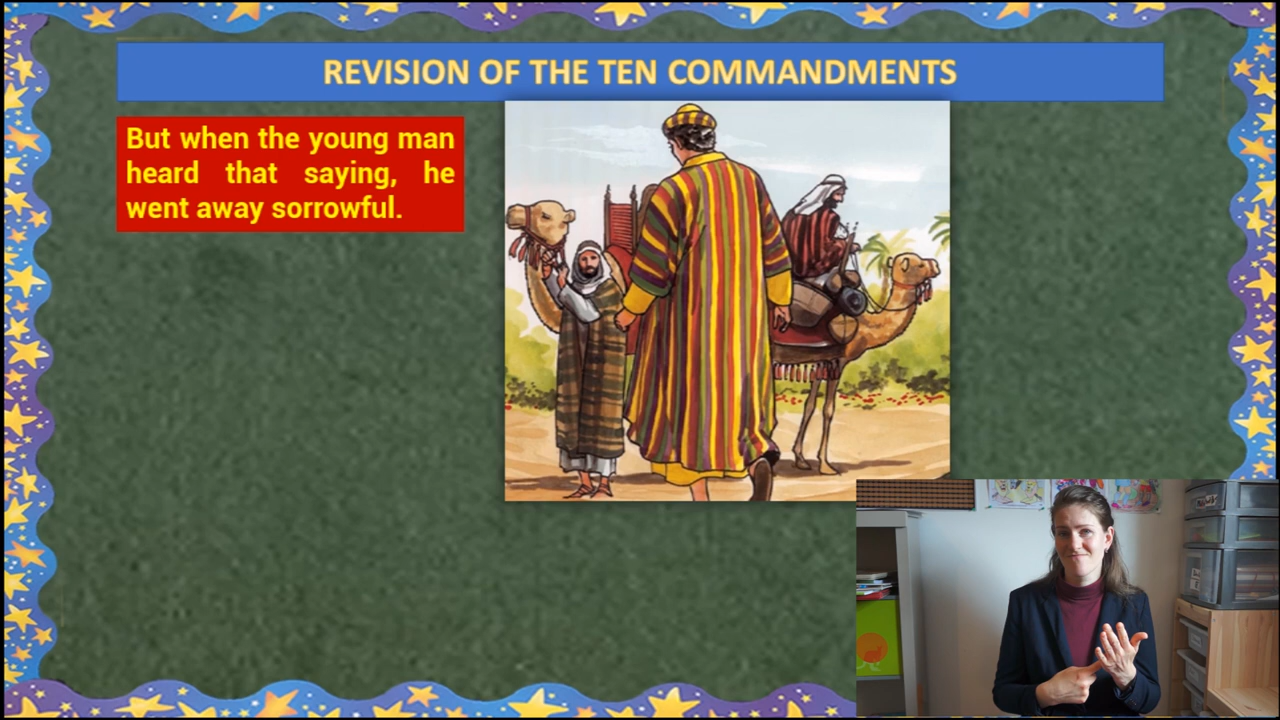 REVISION OF THE TEN COMMANDMENTS
But when the young man
heard that saying, he
went away sorrowful.